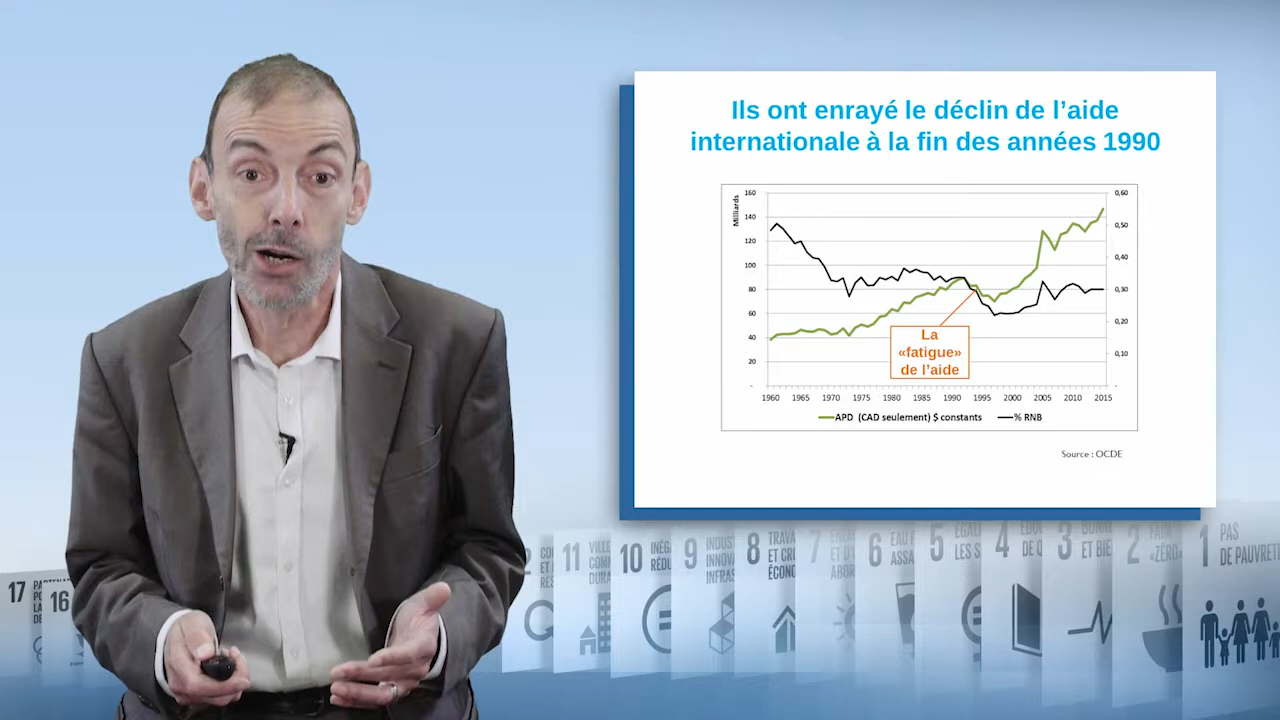 Ils ont enrayé le déclin de l’aide
internationale à la fin des années 1990
Milliards
160
140
120
100
80
60
40
20
-
0,60
0,50
0,40
0,30
0,20
0,10
-
La
«fatigue»
de l’aide
1960 1965 1970 1975 1980 1985 1990 1995 2000 2005 2010 2015
APD (CAD seulement) $ constants % RNB
Source : OCDE
17
16
11
10
9
8
7
6
5
4
3
2
1 PAS
DE PAUVRETÉ